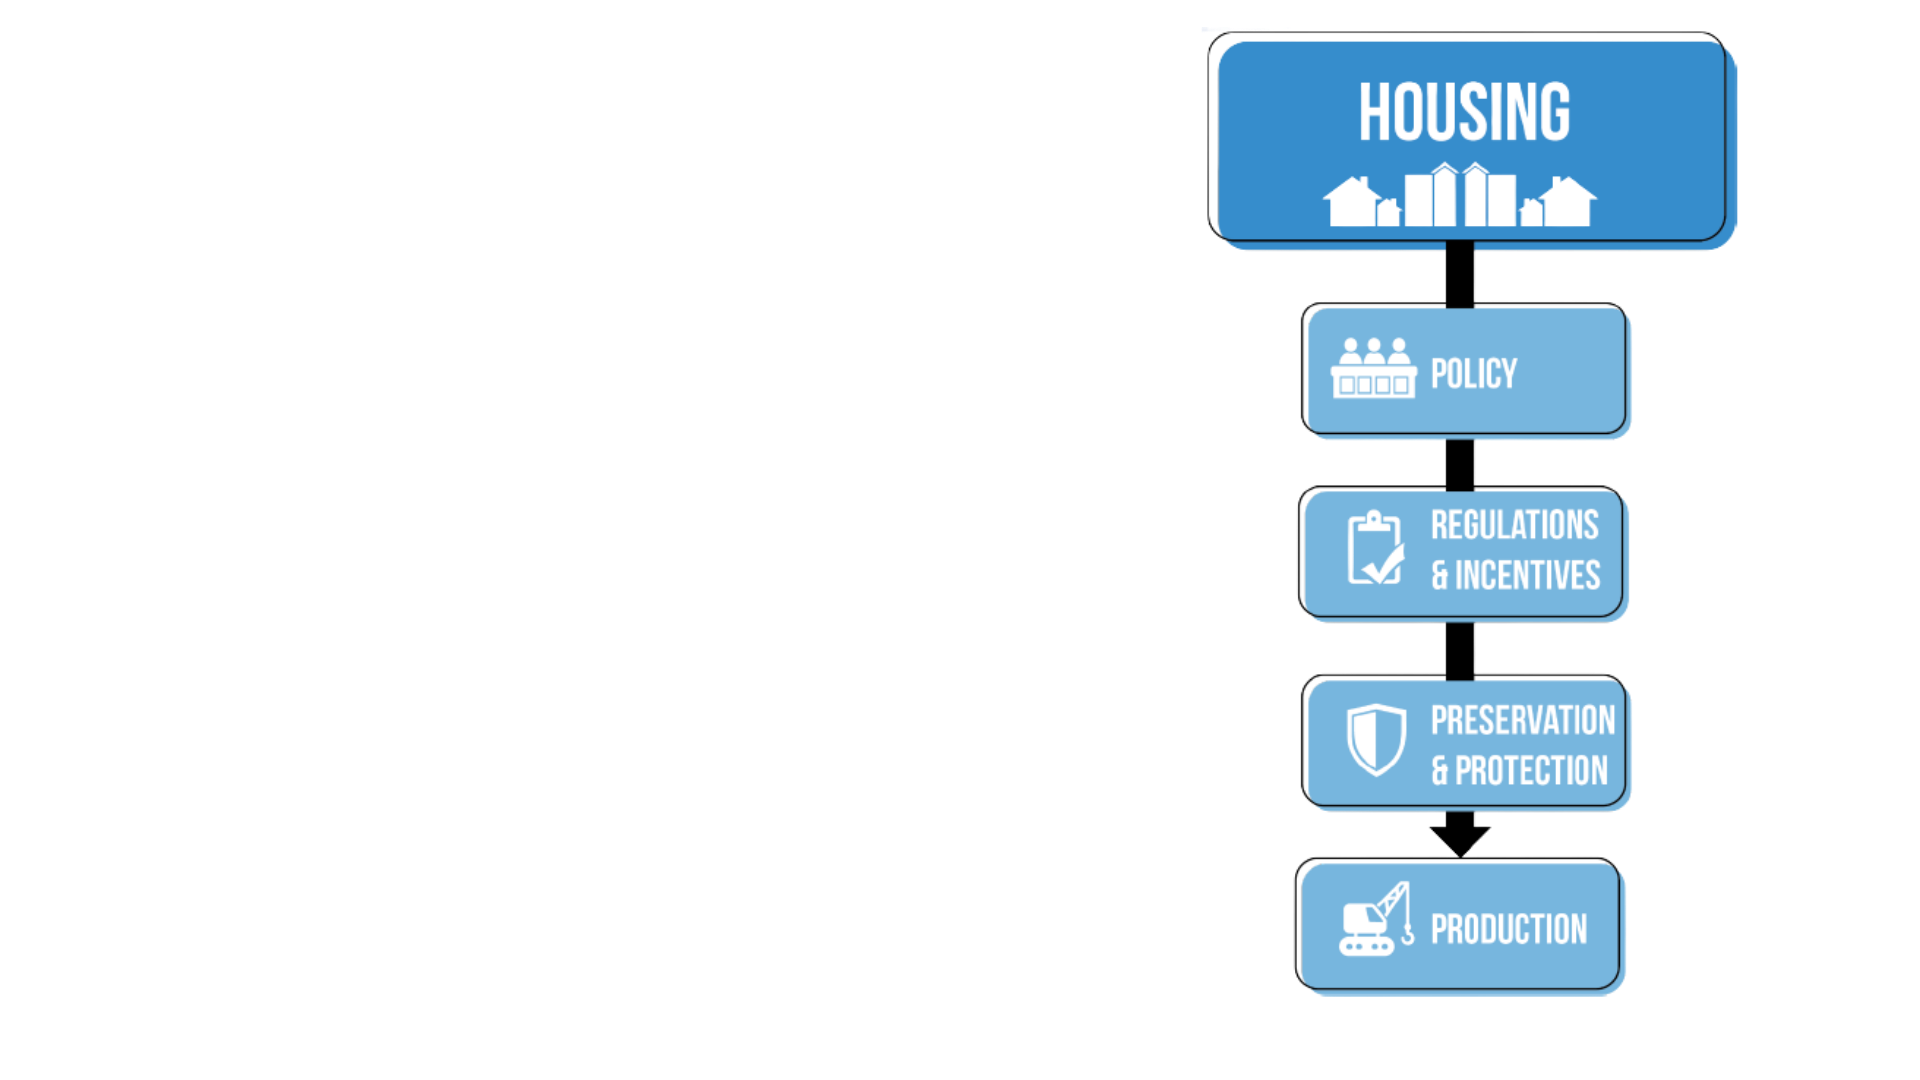 HOUSING
POLICY
REGULATIONS
& INCENTIVES
PRESERVATION
& PROTECTION
PRODUCTION